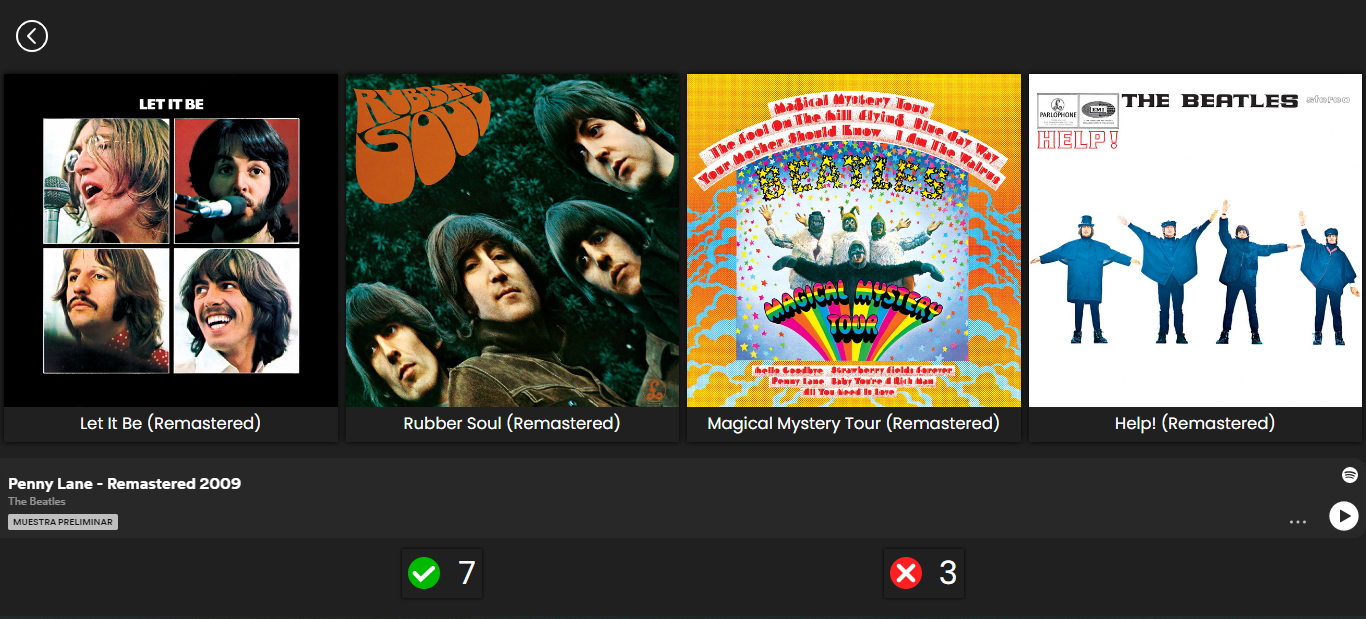 LET IT BE
RUBBER
SOUL
Magical Mystery Tour
The Fool On The Hill Flying Blue Jay Way
Your Mother Should Know I Am The Walrus
BEATLES
MAGICAL MYSTERY
TOUR
Hello Goodbye Strawberry Fields Forever
Penny Lane Baby You're A Rich Man
All You Need Is Love
PARLOPHONE
EMI
THE BEATLES
stereo
HELP!
Let It Be (Remastered)
Rubber Soul (Remastered)
Magical Mystery Tour (Remastered)
Help! (Remastered)
Penny Lane - Remastered 2009
The Beatles
MUESTRA PRELIMINAR
7
3